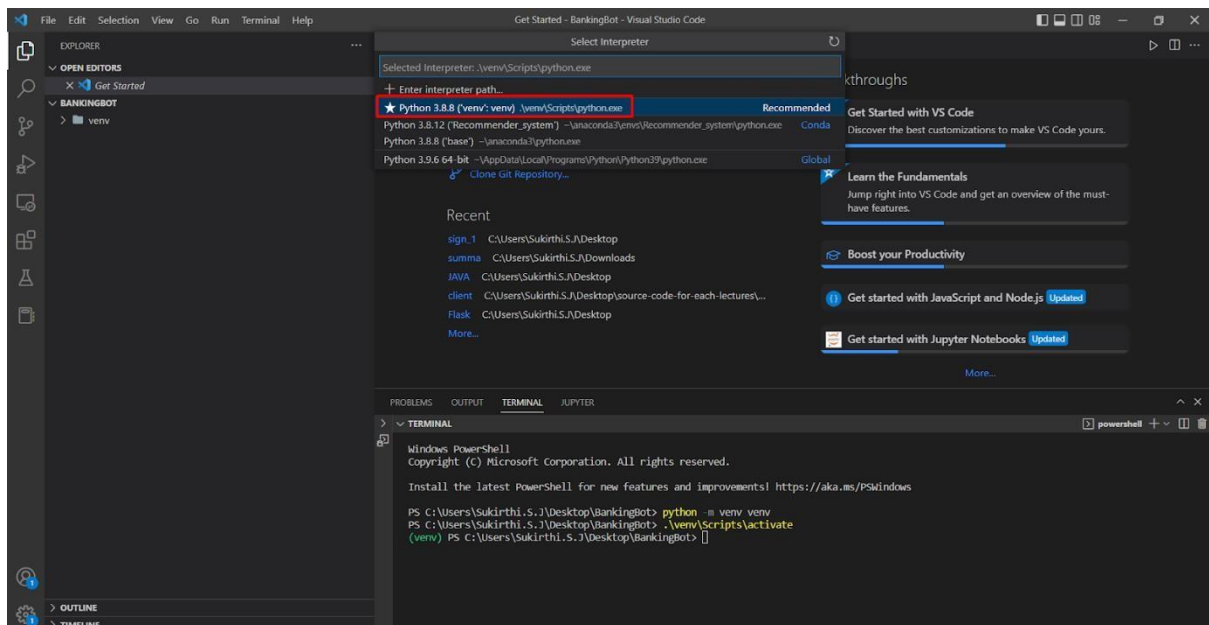 File Edit Selection View Go Run Terminal Help
Get Started - BankingBot - Visual Studio Code
EXPLORER
OPEN EDITORS
Get Started
BANKINGBOT
venv
Select Interpreter
Selected Interpreter: .\venv\Scripts\python.exe
Enter interpreter path...
Python 3.8.8 ('venv': venv) .\venv\Scripts\python.exe Recommended
Python 3.8.12 ('Recommender_system') ~\anaconda3\envs\Recommender_system\python.exe Conda
Python 3.8.8 ('base') ~\anaconda3\python.exe
Python 3.9.6 64-bit ~\AppData\Local\Programs\Python\Python39\python.exe Global
Clone Git Repository...
Recent
sign_1 C:\Users\Sukirthi.S.J\Desktop
summa C:\Users\Sukirthi.S.J\Downloads
JAVA C:\Users\Sukirthi.S.J\Desktop
client C:\Users\Sukirthi.S.J\Desktop\source-code-for-each-lectures\...
Flask C:\Users\Sukirthi.S.J\Desktop
More...
kthroughs
Get Started with VS Code
Discover the best customizations to make VS Code yours.
Learn the Fundamentals
Jump right into VS Code and get an overview of the must-
have features.
Boost your Productivity
Get started with JavaScript and Node.js Updated
Get started with Jupyter Notebooks Updated
More...
PROBLEMS OUTPUT TERMINAL JUPYTER
TERMINAL
powershell
Windows PowerShell
Copyright (C) Microsoft Corporation. All rights reserved.
Install the latest PowerShell for new features and improvements! https://aka.ms/PSWindows
PS C:\Users\Sukirthi.S.J\Desktop\BankingBot> python -m venv venv
PS C:\Users\Sukirthi.S.J\Desktop\BankingBot> .\venv\Scripts\activate
(venv) PS C:\Users\Sukirthi.S.J\Desktop\BankingBot>
1
OUTLINE
1
TIMELINE